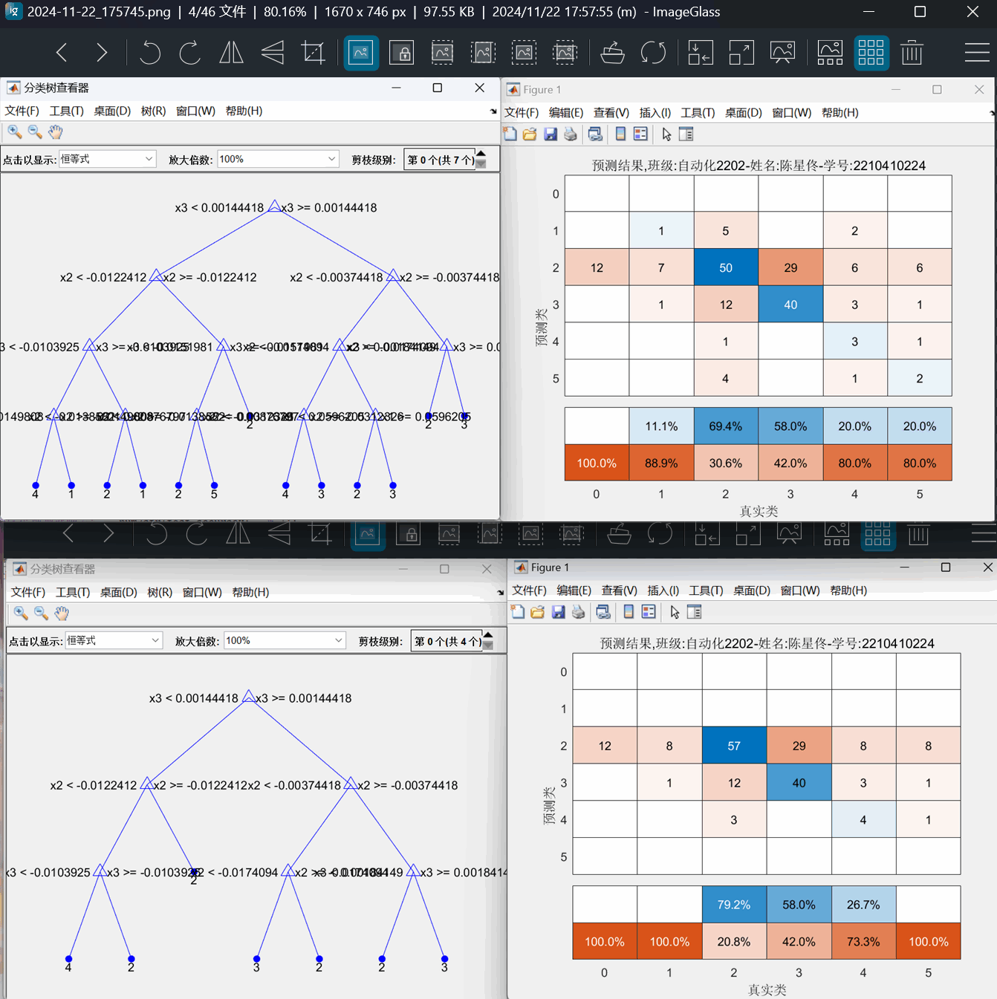 2024-11-22_175745.png | 4/46 文件 | 80.16% | 1670 x 746 px | 97.55 KB | 2024/11/22 17:57:55 (m) - ImageGlass
分类树查看器
文件(F) 工具(T) 桌面(D) 树(R) 窗口(W) 帮助(H)
点击以显示: 恒等式 放大倍数: 100% 剪枝级别: 第 0 个(共 7 个)
x3 < 0.00144418 x3 >= 0.00144418
x2 < -0.0122412 x2 >= -0.0122412 x2 < -0.00374418 x2 >= -0.00374418
3 < -0.0103925
2 2 3
4 1 2 1 2 5 4 3 2 3
Figure 1
文件(F) 编辑(E) 查看(V) 插入(I) 工具(T) 桌面(D) 窗口(W) 帮助(H)
预测结果,班级:自动化2202-姓名:陈星佟-学号:2210410224
0
1 1 5 2
2 12 7 50 29 6 6
3 1 12 40 3 1
4 1 3 1
5 4 1 2
预测类
11.1% 69.4% 58.0% 20.0% 20.0%
100.0% 88.9% 30.6% 42.0% 80.0% 80.0%
0 1 2 3 4 5
真实类
分类树查看器
文件(F) 工具(T) 桌面(D) 树(R) 窗口(W) 帮助(H)
点击以显示: 恒等式 放大倍数: 100% 剪枝级别: 第 0 个(共 4 个)
x3 < 0.00144418 x3 >= 0.00144418
x2 < -0.0122412 x2 >= -0.0122412 x2 < -0.00374418 x2 >= -0.00374418
x3 < -0.0103925 x3 >= -0.0103925 < -0.0174094 x3 >= 0.0018414
2
4 2 3 2 2 3
Figure 1
文件(F) 编辑(E) 查看(V) 插入(I) 工具(T) 桌面(D) 窗口(W) 帮助(H)
预测结果,班级:自动化2202-姓名:陈星佟-学号:2210410224
0
1
2 12 8 57 29 8 8
3 1 12 40 3 1
4 3 4 1
5
预测类
79.2% 58.0% 26.7%
100.0% 100.0% 20.8% 42.0% 73.3% 100.0%
0 1 2 3 4 5
真实类